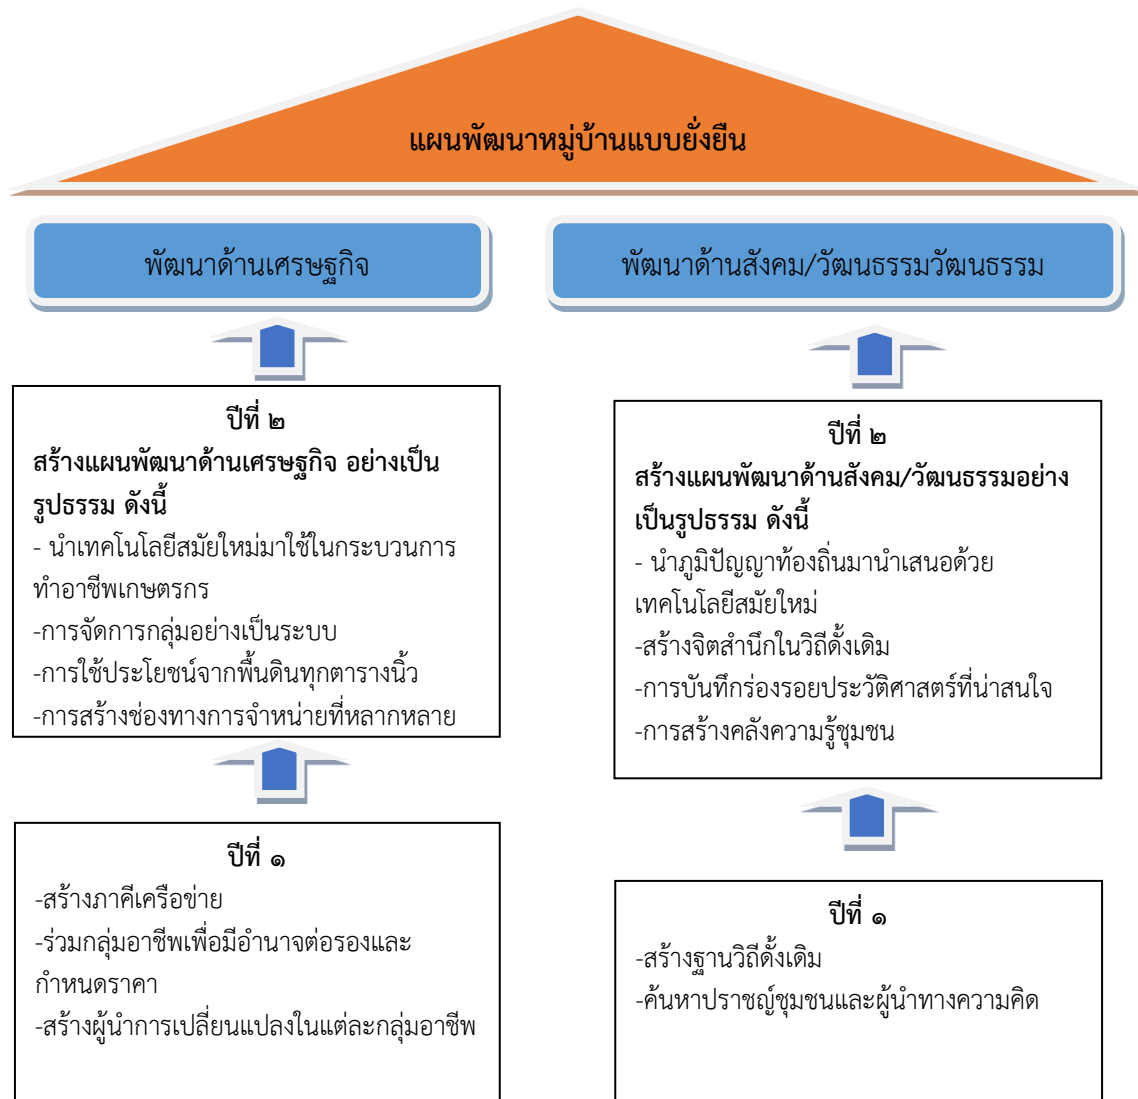 แผนพัฒนาหมู่บ้านแบบยั่งยืน
พัฒนาด้านเศรษฐกิจ
ปีที่ ๒
สร้างแผนพัฒนาด้านเศรษฐกิจ อย่างเป็น
รูปธรรม ดังนี้
- นำเทคโนโลยีสมัยใหม่มาใช้ในกระบวนการ
ทำอาชีพเกษตรกร
-การจัดการกลุ่มอย่างเป็นระบบ
-การใช้ประโยชน์จากพื้นดินทุกตารางนิ้ว
-การสร้างช่องทางการจำหน่ายที่หลากหลาย
ปีที่ ๑
-สร้างภาคีเครือข่าย
-ร่วมกลุ่มอาชีพเพื่อมีอำนาจต่อรองและ
กำหนดราคา
-สร้างผู้นำการเปลี่ยนแปลงในแต่ละกลุ่มอาชีพ
พัฒนาด้านสังคม/วัฒนธรรมวัฒนธรรม
ปีที่ ๒
สร้างแผนพัฒนาด้านสังคม/วัฒนธรรมอย่าง
เป็นรูปธรรม ดังนี้
- นำภูมิปัญญาท้องถิ่นมานำเสนอด้วย
เทคโนโลยีสมัยใหม่
-สร้างจิตสำนึกในวิถีดั้งเดิม
-การบันทึกร่องรอยประวัติศาสตร์ที่น่าสนใจ
-การสร้างคลังความรู้ชุมชน
ปีที่ ๑
-สร้างฐานวิถีดั้งเดิม
-ค้นหาปราชญ์ชุมชนและผู้นำทางความคิด